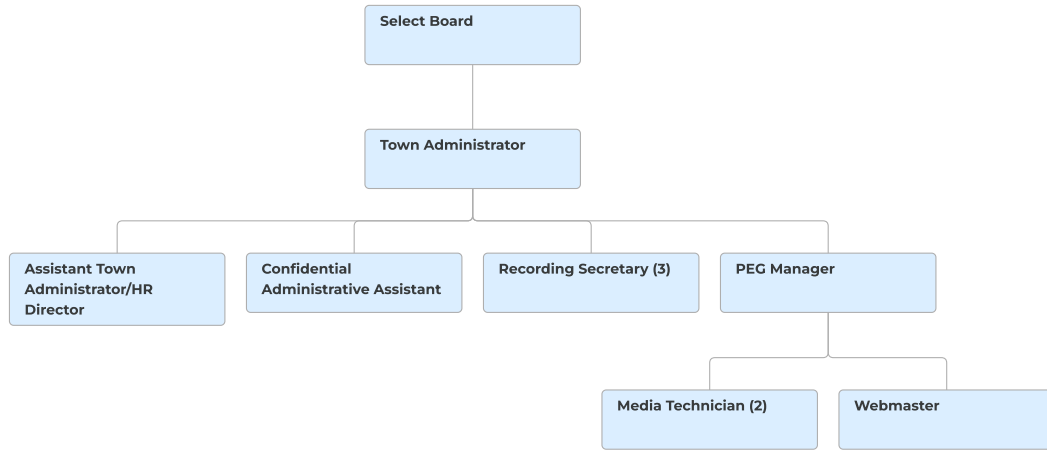 Select Board
Town Administrator
Assistant Town
Administrator/HR
Director
Confidential
Administrative Assistant
Recording Secretary (3)
PEG Manager
Media Technician (2)
Webmaster